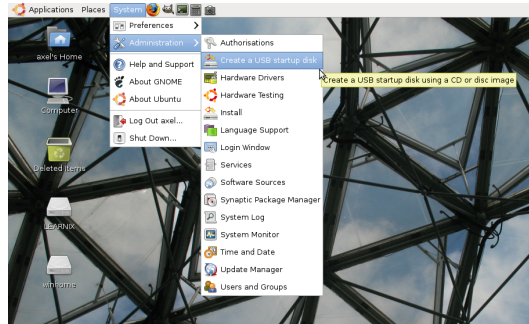 Applications Places System
Preferences
Administration
Help and Support
About GNOME
About Ubuntu
Log Out axel...
Shut Down...
Authorisations
Create a USB startup disk
Hardware Drivers
Hardware Testing
Install
Language Support
Login Window
Services
Software Sources
Synaptic Package Manager
System Log
System Monitor
Time and Date
Update Manager
Users and Groups
Create a USB startup disk using a CD or disc image
axel's Home
Computer
Deleted Items
LEARNIX
winhome